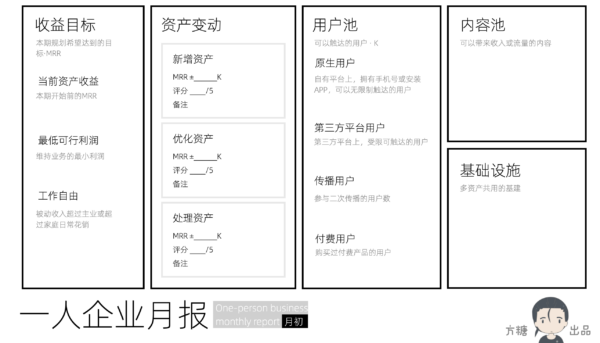 收益目标
本期规划希望达到的目
标-MRR
当前资产收益
本期开始前的MRR
最低可行利润
维持业务的最小利润
工作自由
被动收入超过主业或超
过家庭日常花销
资产变动
新增资产
MRR ±______K
评分 ____/5
备注
优化资产
MRR ±______K
评分 ____/5
备注
处理资产
MRR ±______K
评分 ____/5
备注
用户池
可以触达的用户 · K
原生用户
自有平台上，拥有手机号或安装
APP，可以无限制触达的用户
第三方平台用户
第三方平台上，受限可触达的用户
传播用户
参与二次传播的用户数
付费用户
购买过付费产品的用户
内容池
可以带来收入或流量的内容
基础设施
多资产共用的基建
一人企业月报
One-person business
monthly report 月初
方糖 出品